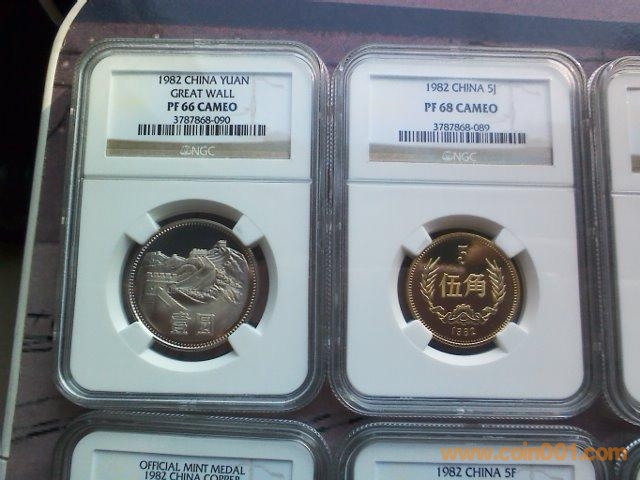 1982 CHINA YUAN
GREAT WALL
PF 66 CAMEO
3787868-090
NGC
壹圆
1982 CHINA 5J
PF 68 CAMEO
3787868-089
NGC
5
伍角
1982
OFFICIAL MINT MEDAL
1982 CHINA COPPER
1982 CHINA 5F
www.coin001.com